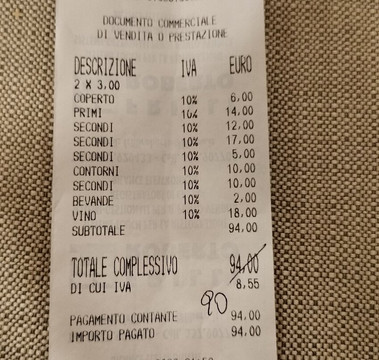 DOCUMENTO COMMERCIALE
DI VENDITA O PRESTAZIONE
DESCRIZIONE IVA EURO
2 X 3,00
COPERTO 10% 6,00
PRIMI 10% 14,00
SECONDI 10% 12,00
SECONDI 10% 17,00
SECONDI 10% 5,00
CONTORNI 10% 10,00
SECONDI 10% 10,00
BEVANDE 10% 2,00
VINO 10% 18,00
SUBTOTALE 94,00
TOTALE COMPLESSIVO 94,00
DI CUI IVA 8,55
90
PAGAMENTO CONTANTE 94,00
IMPORTO PAGATO 94,00